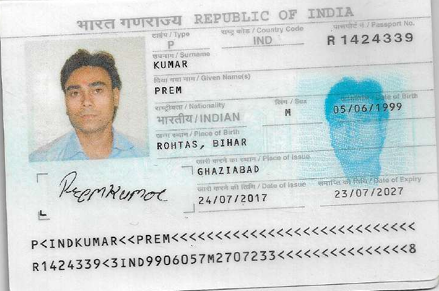 भारत गणराज्य REPUBLIC OF INDIA
टाईप / Type राष्ट्र कोड / Country Code पासपोर्ट नं. / Passport No.
P IND R1424339
उपनाम / Surname
KUMAR
दिया गया नाम / Given Name(s)
PREM
राष्ट्रीयता / Nationality लिंग / Sex Date of Birth
भारतीय/INDIAN M 05/06/1999
जन्म स्थान / Place of Birth
ROHTAS, BIHAR
जारी करने का स्थान / Place of Issue
GHAZIABAD
जारी करने की तिथि / Date of Issue समाप्ति की तिथि / Date of Expiry
24/07/2017 23/07/2027
PremKumar
P<INDKUMAR<<PREM<<<<<<<<<<<<<<<<<<<<<<<<<<<<
R1424339<3IND9906057M2707233<<<<<<<<<<<<<<<8